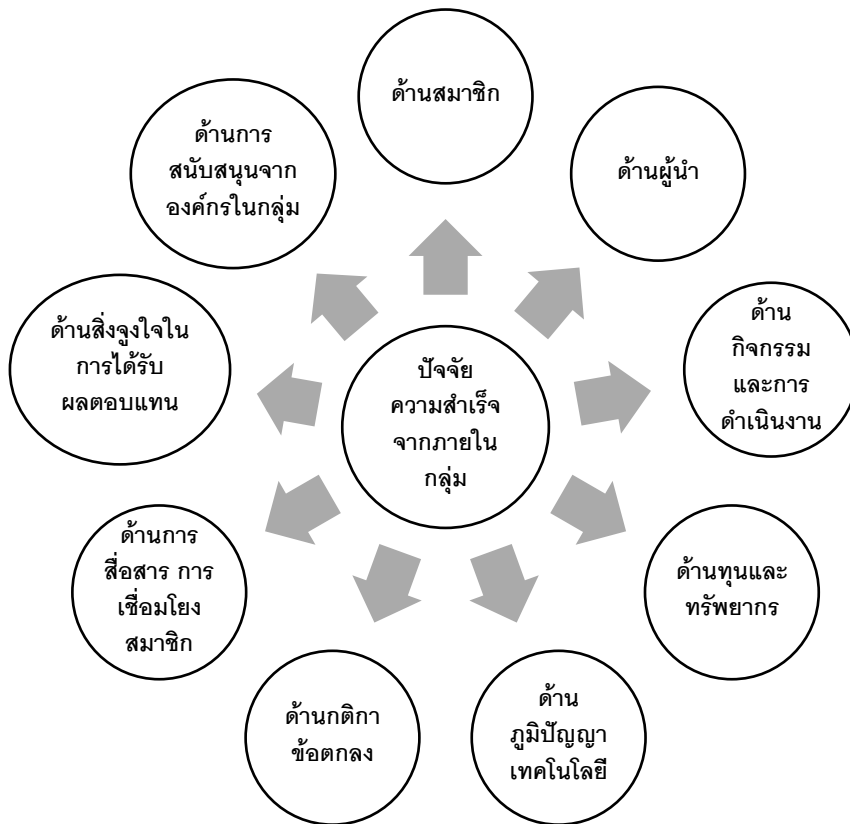 ด้านสมาชิก
ด้านผู้นำ
ด้าน
กิจกรรม
และการ
ดำเนินงาน
ด้านทุนและ
ทรัพยากร
ด้าน
ภูมิปัญญา
เทคโนโลยี
ด้านกติกา
ข้อตกลง
ด้านการ
สื่อสาร การ
เชื่อมโยง
สมาชิก
ด้านสิ่งจูงใจใน
การได้รับ
ผลตอบแทน
ด้านการ
สนับสนุนจาก
องค์กรในกลุ่ม
ปัจจัย
ความสำเร็จ
จากภายใน
กลุ่ม